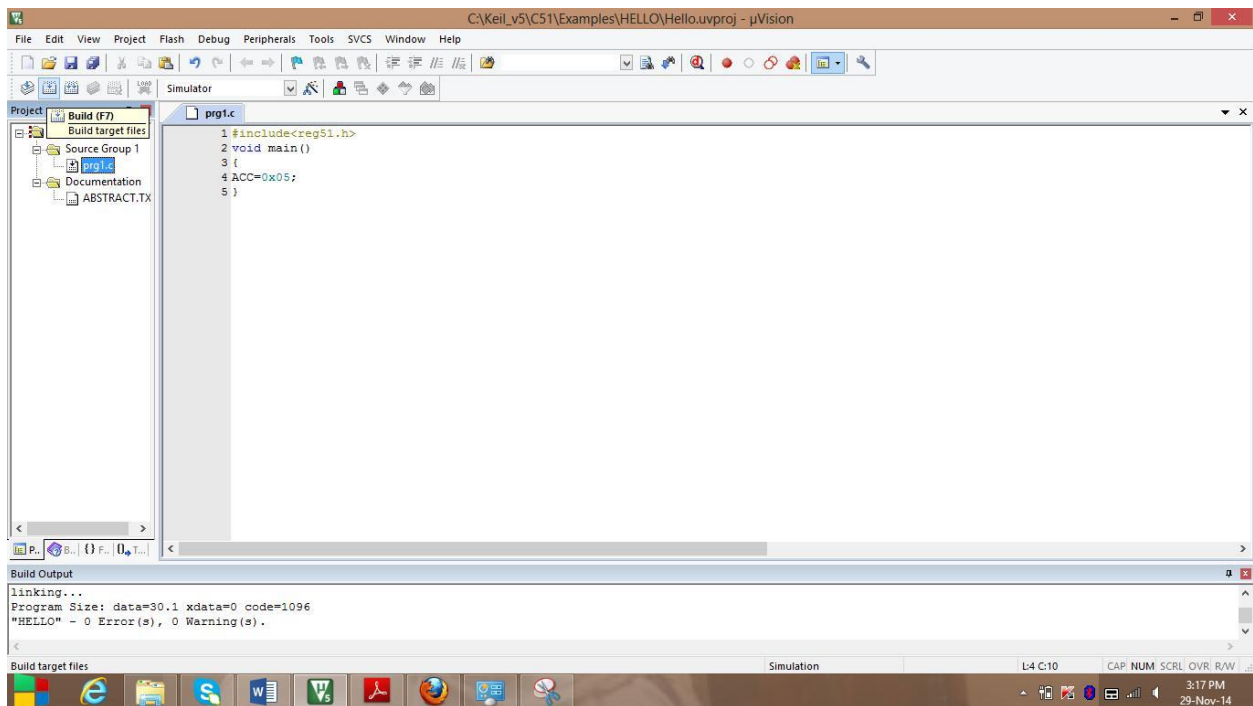 C:\Keil_v5\C51\Examples\HELLO\Hello.uvproj - µVision
File Edit View Project Flash Debug Peripherals Tools SVCS Window Help
LOAD
Simulator
Project
Build (F7)
Build target files
prg1.c
Source Group 1
prg1.c
Documentation
ABSTRACT.TX
1 #include<reg51.h>
2 void main()
3 {
4 ACC=0x05;
5 }
P.. B.. {} F.. T...
Build Output
linking...
Program Size: data=30.1 xdata=0 code=1096
"HELLO" - 0 Error(s), 0 Warning(s).
Build target files Simulation L:4 C:10 CAP NUM SCRL OVR R/W
3:17 PM
29-Nov-14